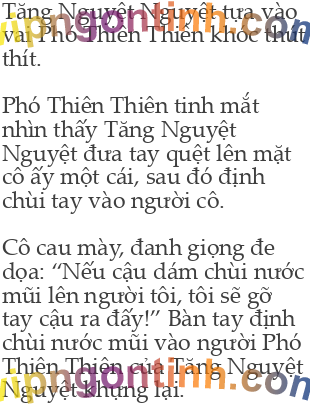 Tăng Nguyệt Nguyệt tựa vào
vai Phó Thiên Thiên khóc thút
thít.
Phó Thiên Thiên tinh mắt
nhìn thấy Tăng Nguyệt
Nguyệt đưa tay quệt lên mặt
cô ấy một cái, sau đó định
chùi tay vào người cô.
Cô cau mày, đanh giọng đe
dọa: “Nếu cậu dám chùi nước
mũi lên người tôi, tôi sẽ gỡ
tay cậu ra đấy!” Bàn tay định
chùi nước mũi vào người Phó
Thiên Thiên của Tăng Nguyệt
Nguyệt khựng lại.
vipngontinh.com
vipngontinh.com